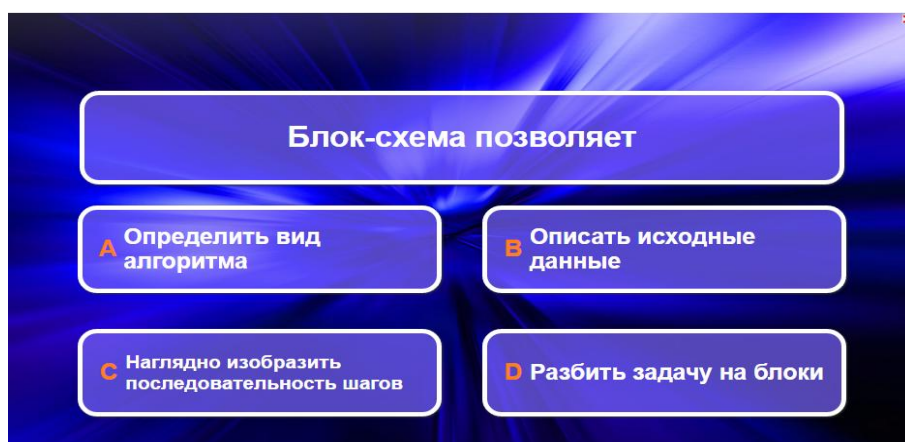 Блок-схема позволяет
A Определить вид
алгоритма
B Описать исходные
данные
C Наглядно изобразить
последовательность шагов
D Разбить задачу на блоки